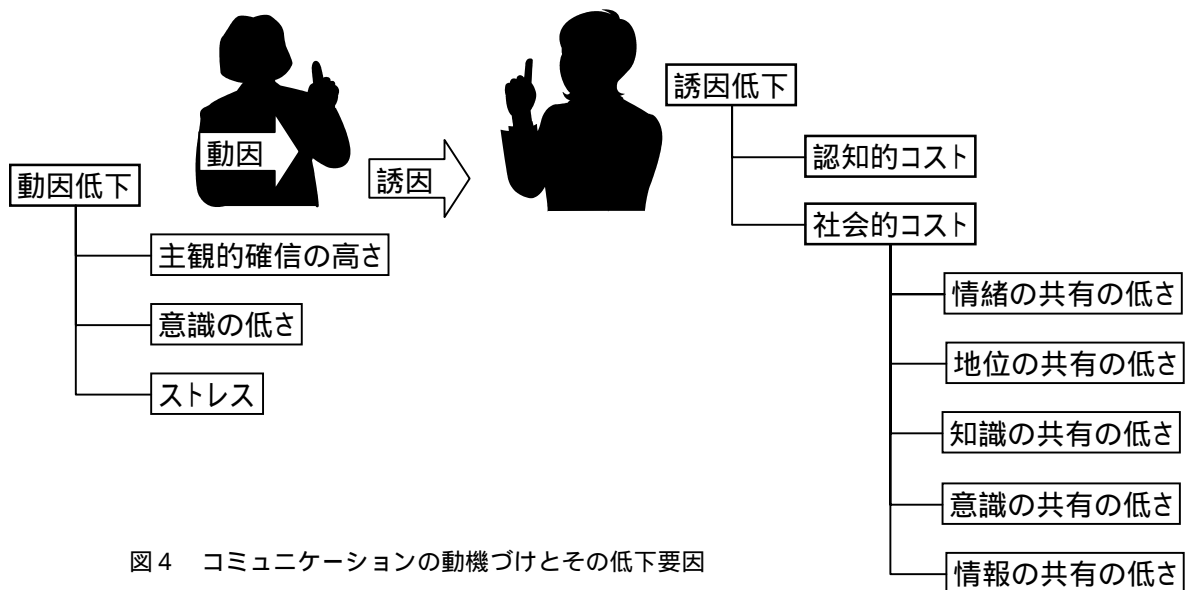 動因
誘因
動因低下
主観的確信の高さ
意識の低さ
ストレス
誘因低下
認知的コスト
社会的コスト
情緒の共有の低さ
地位の共有の低さ
知識の共有の低さ
意識の共有の低さ
情報の共有の低さ
図4 コミュニケーションの動機づけとその低下要因